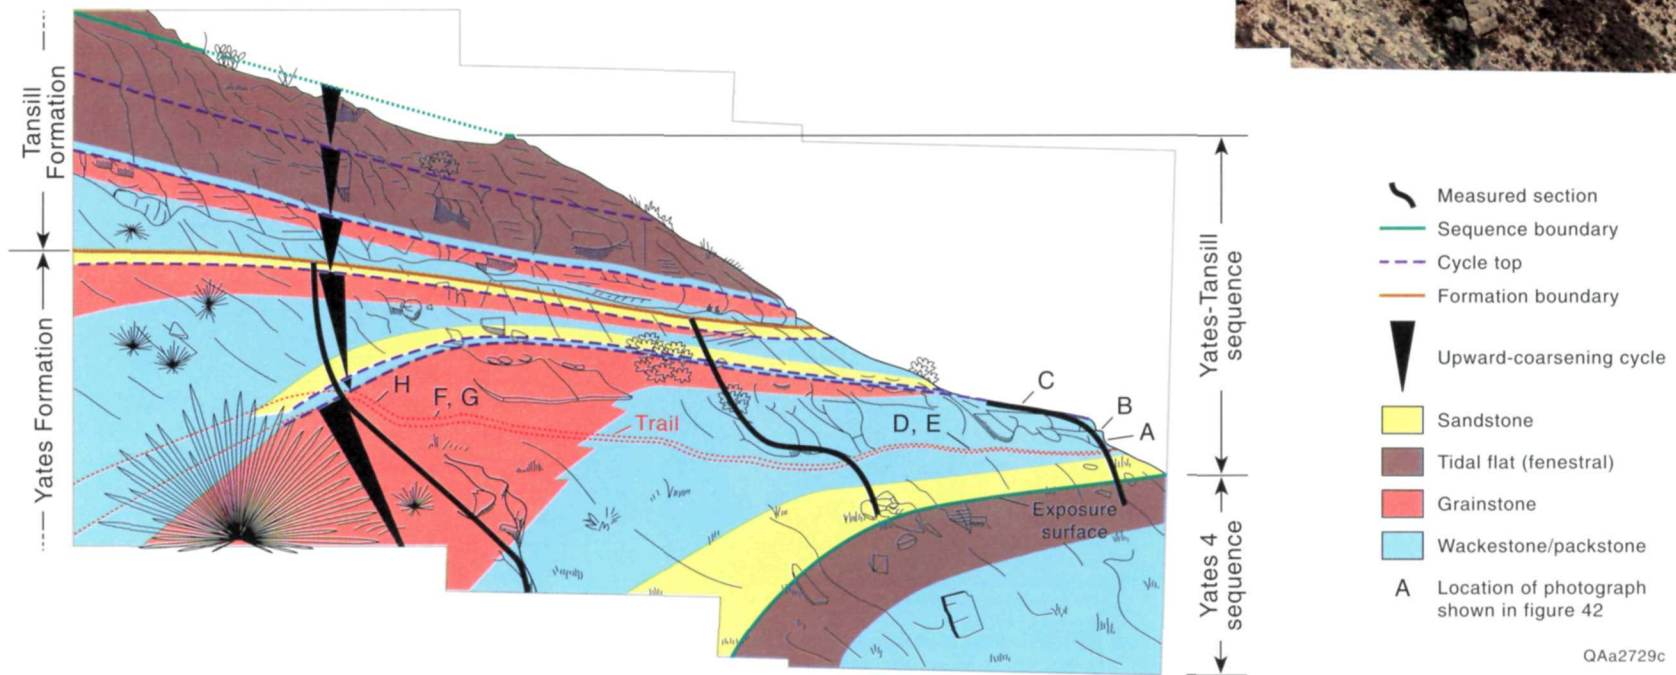 Tansill
Formation
Yates Formation
H
F, G
Trail
D, E
C
B
A
Exposure
surface
Yates-Tansill
sequence
Yates 4
sequence
Measured section
Sequence boundary
Cycle top
Formation boundary
Upward-coarsening cycle
Sandstone
Tidal flat (fenestral)
Grainstone
Wackestone/packstone
A Location of photograph
shown in figure 42
QAa2729c